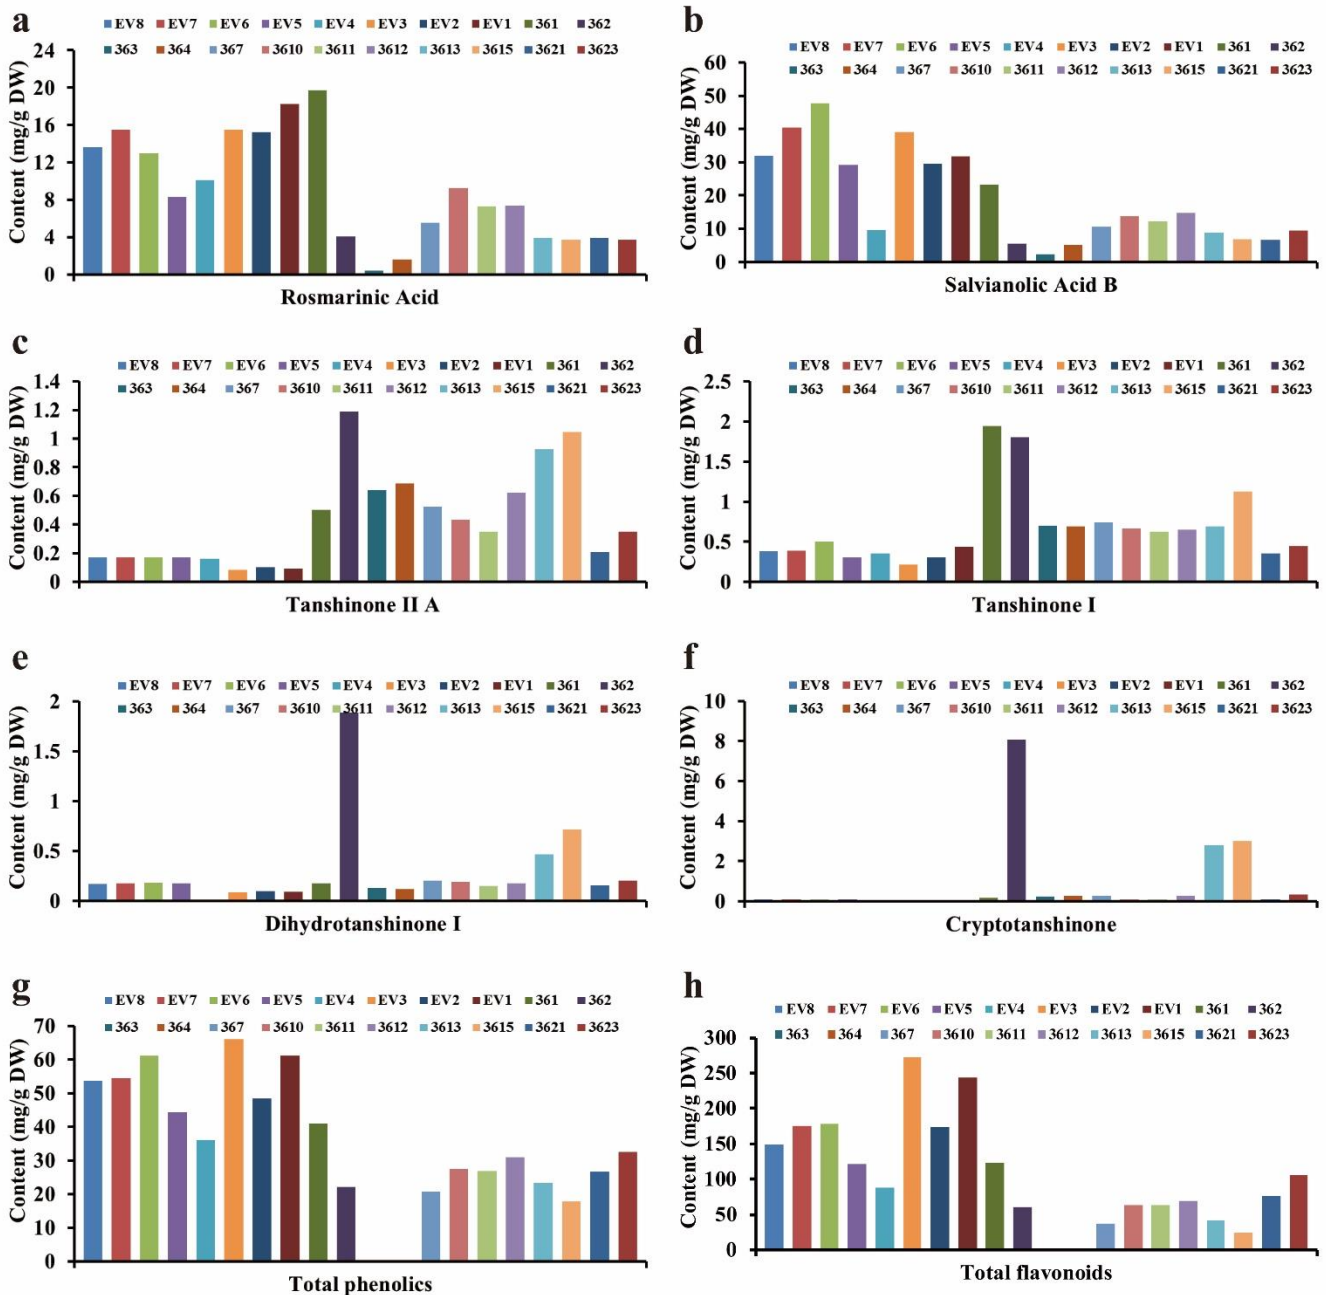 a
EV8 EV7 EV6 EV5 EV4 EV3 EV2 EV1 361 362
363 364 367 3610 3611 3612 3613 3615 3621 3623
Content (mg/g DW)
24
20
16
12
8
4
0
Rosmarinic Acid
b
EV8 EV7 EV6 EV5 EV4 EV3 EV2 EV1 361 362
363 364 367 3610 3611 3612 3613 3615 3621 3623
Content (mg/g DW)
60
50
40
30
20
10
0
Salvianolic Acid B
c
EV8 EV7 EV6 EV5 EV4 EV3 EV2 EV1 361 362
363 364 367 3610 3611 3612 3613 3615 3621 3623
Content (mg/g DW)
1.4
1.2
1
0.8
0.6
0.4
0.2
0
Tanshinone II A
d
EV8 EV7 EV6 EV5 EV4 EV3 EV2 EV1 361 362
363 364 367 3610 3611 3612 3613 3615 3621 3623
Content (mg/g DW)
2.5
2
1.5
1
0.5
0
Tanshinone I
e
EV8 EV7 EV6 EV5 EV4 EV3 EV2 EV1 361 362
363 364 367 3610 3611 3612 3613 3615 3621 3623
Content (mg/g DW)
2
1.5
1
0.5
0
Dihydrotanshinone I
f
EV8 EV7 EV6 EV5 EV4 EV3 EV2 EV1 361 362
363 364 367 3610 3611 3612 3613 3615 3621 3623
Content (mg/g DW)
10
8
6
4
2
0
Cryptotanshinone
g
EV8 EV7 EV6 EV5 EV4 EV3 EV2 EV1 361 362
363 364 367 3610 3611 3612 3613 3615 3621 3623
Content (mg/g DW)
70
60
50
40
30
20
10
0
Total phenolics
h
EV8 EV7 EV6 EV5 EV4 EV3 EV2 EV1 361 362
363 364 367 3610 3611 3612 3613 3615 3621 3623
Content (mg/g DW)
300
250
200
150
100
50
0
Total flavonoids